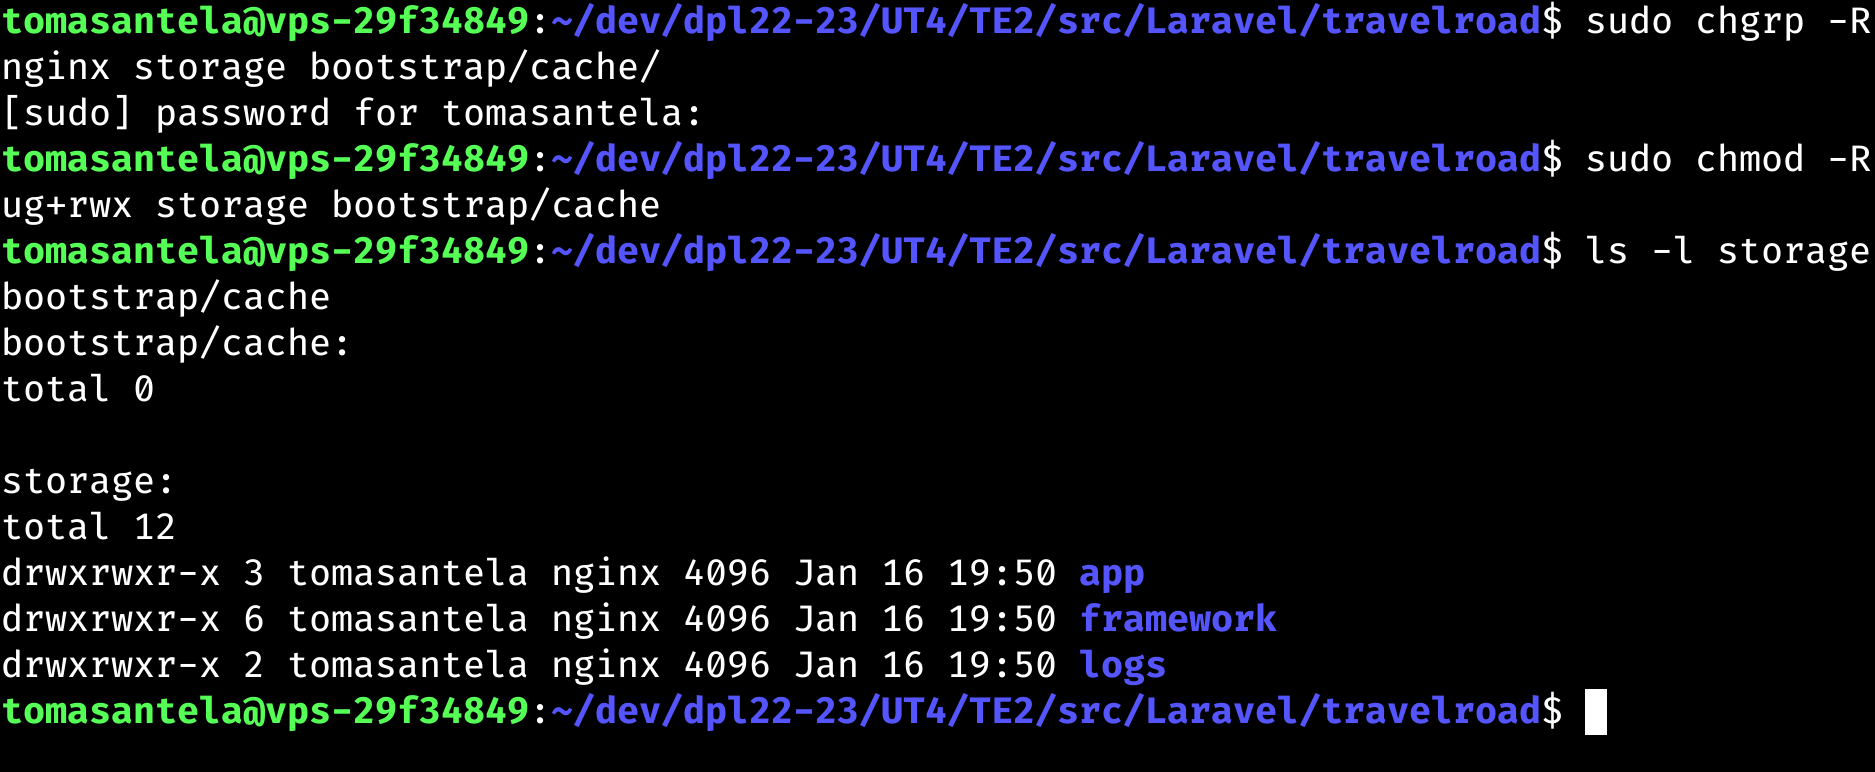 tomasantela@vps-29f34849:~/dev/dpl22-23/UT4/TE2/src/Laravel/travelroad$ sudo chgrp -R
nginx storage bootstrap/cache/
[sudo] password for tomasantela:
tomasantela@vps-29f34849:~/dev/dpl22-23/UT4/TE2/src/Laravel/travelroad$ sudo chmod -R
ug+rwx storage bootstrap/cache
tomasantela@vps-29f34849:~/dev/dpl22-23/UT4/TE2/src/Laravel/travelroad$ ls -l storage
bootstrap/cache
bootstrap/cache:
total 0
storage:
total 12
drwxrwxr-x 3 tomasantela nginx 4096 Jan 16 19:50 app
drwxrwxr-x 6 tomasantela nginx 4096 Jan 16 19:50 framework
drwxrwxr-x 2 tomasantela nginx 4096 Jan 16 19:50 logs
tomasantela@vps-29f34849:~/dev/dpl22-23/UT4/TE2/src/Laravel/travelroad$